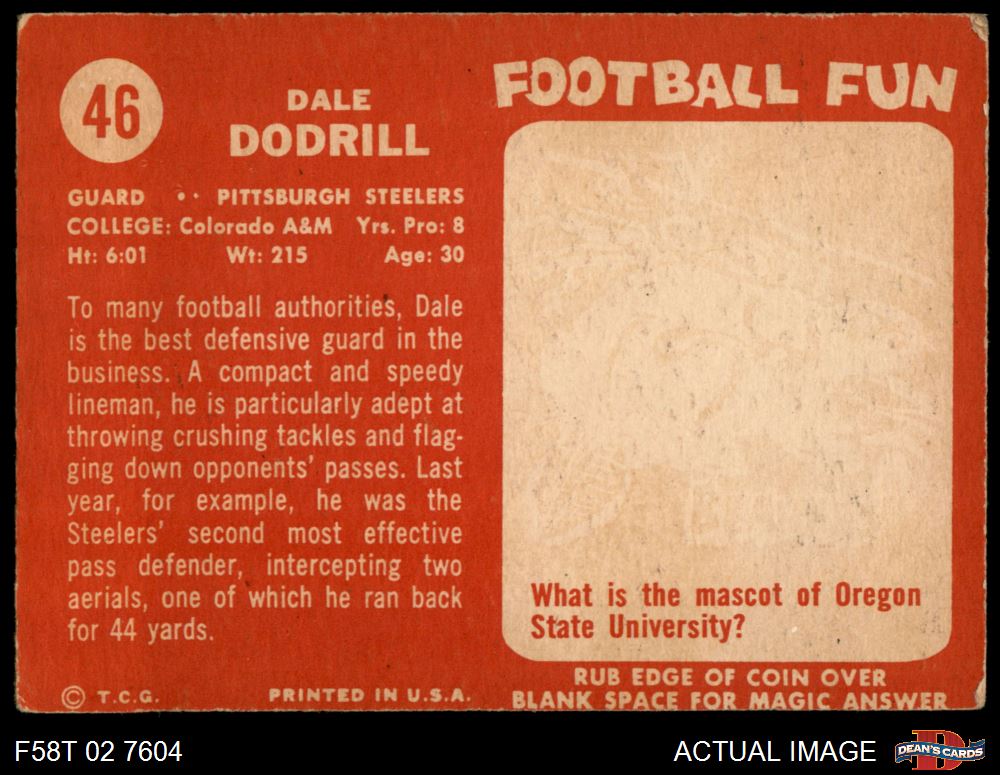 46
DALE
DODRILL
GUARD •• PITTSBURGH STEELERS
COLLEGE: Colorado A&M Yrs. Pro: 8
Ht: 6:01 Wt: 215 Age: 30
To many football authorities, Dale
is the best defensive guard in the
business. A compact and speedy
lineman, he is particularly adept at
throwing crushing tackles and flag-
ging down opponents' passes. Last
year, for example, he was the
Steelers' second most effective
pass defender, intercepting two
aerials, one of which he ran back
for 44 yards.
© T.C.G. PRINTED IN U.S.A.
FOOTBALL FUN
What is the mascot of Oregon
State University?
RUB EDGE OF COIN OVER
BLANK SPACE FOR MAGIC ANSWER
F58T 02 7604
ACTUAL IMAGE
D
DEAN'S CARDS